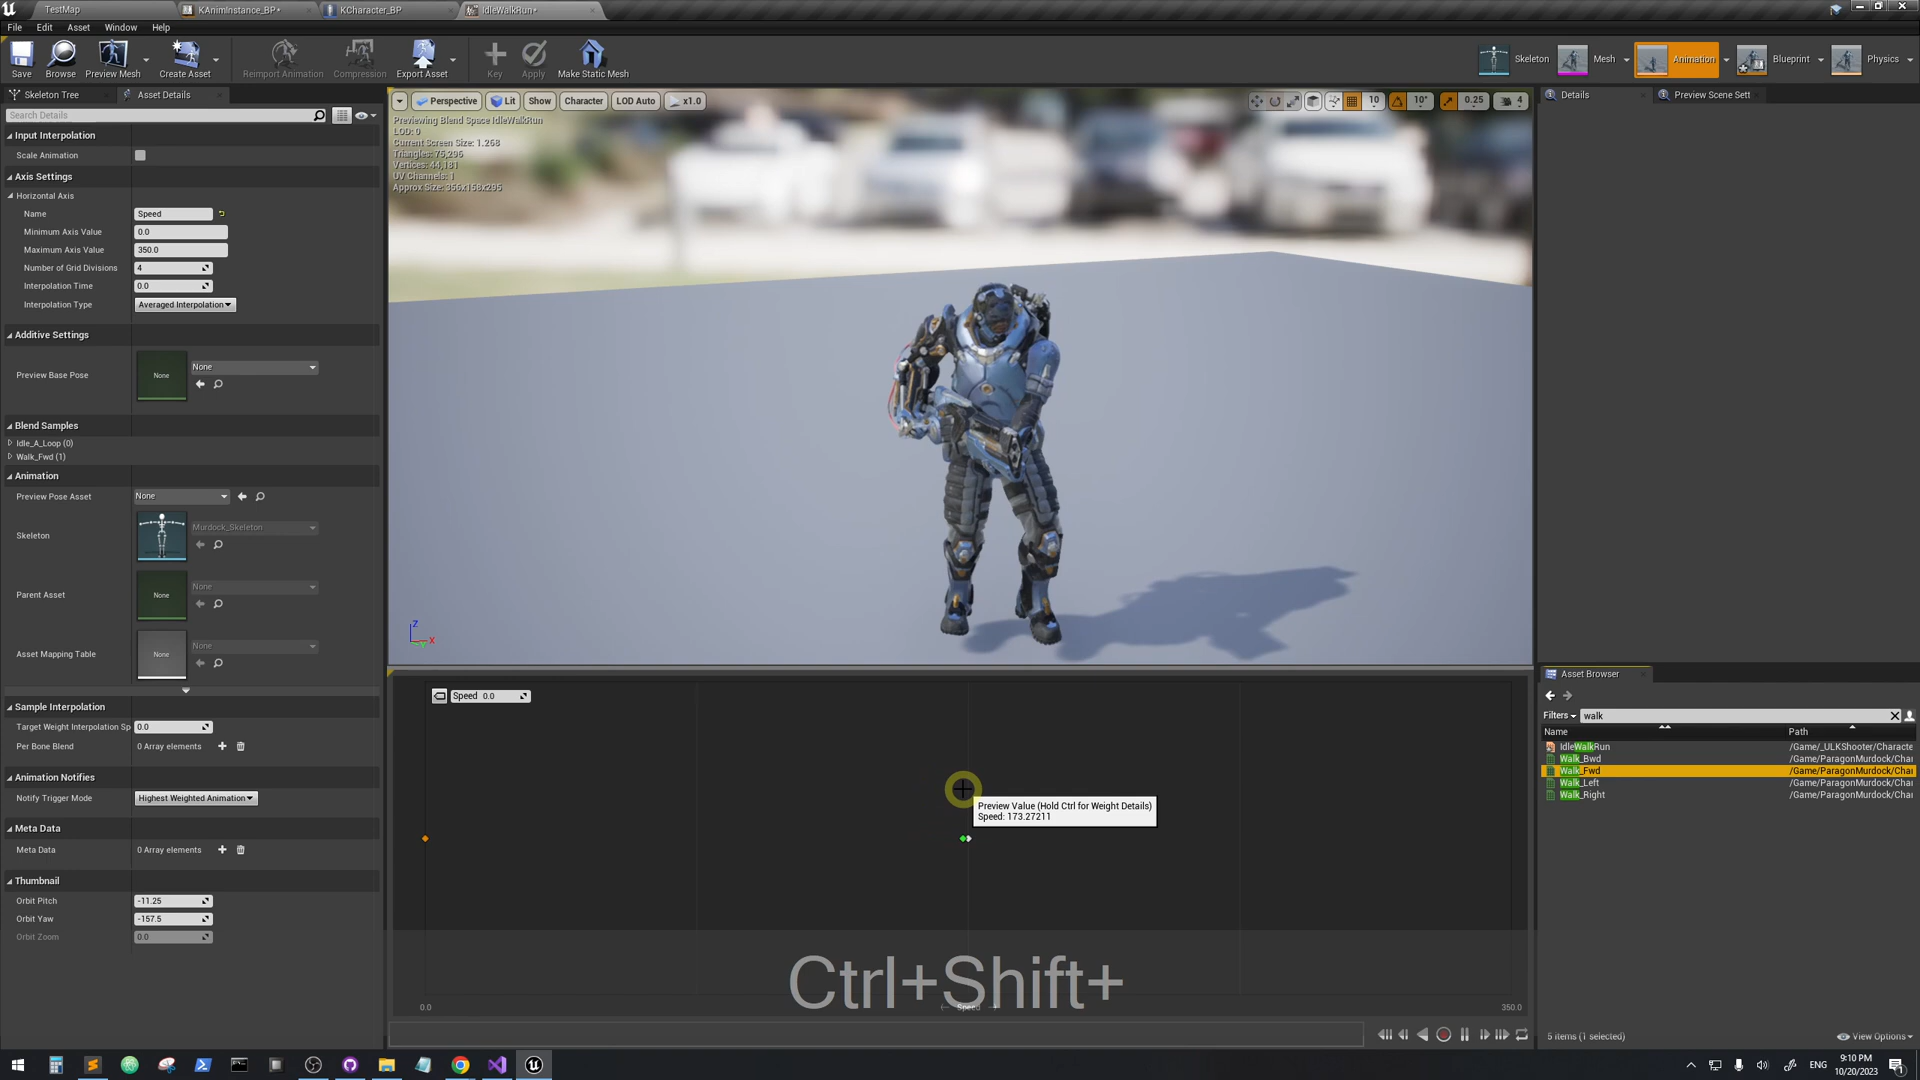 TestMap
KAnimInstance_BP*
KCharacter_BP
IdleWalkRun*
File Edit Asset Window Help
Save
Browse
Preview Mesh
Create Asset
Reimport Animation
Compression
Export Asset
Key
Apply
Make Static Mesh
Skeleton
Mesh
Animation
Blueprint
Physics
Skeleton Tree
Asset Details
Search Details
Input Interpolation
Scale Animation
Axis Settings
Horizontal Axis
Name Speed
Minimum Axis Value 0.0
Maximum Axis Value 350.0
Number of Grid Divisions 4
Interpolation Time 0.0
Interpolation Type Averaged Interpolation
Additive Settings
Preview Base Pose None None
Blend Samples
Idle_A_Loop (0)
Walk_Fwd (1)
Animation
Preview Pose Asset None
Skeleton Murdock_Skeleton
Parent Asset None None
Asset Mapping Table None None
Sample Interpolation
Target Weight Interpolation Sp 0.0
Per Bone Blend 0 Array elements
Animation Notifies
Notify Trigger Mode Highest Weighted Animation
Meta Data
Meta Data 0 Array elements
Thumbnail
Orbit Pitch -11.25
Orbit Yaw -157.5
Orbit Zoom 0.0
Perspective Lit Show Character LOD Auto x1.0
10 10° 0.25 4
Previewing Blend Space IdleWalkRun
LOD: 0
Current Screen Size: 1.268
Triangles: 75,296
Vertices: 44,181
UV Channels: 1
Approx Size: 356x158x295
Z
X
Speed 0.0
Preview Value (Hold Ctrl for Weight Details)
Speed: 173.27211
Ctrl+Shift+
0.0 Speed 350.0
Details
Preview Scene Sett
Asset Browser
Filters walk
Name Path
IdleWalkRun /Game/_ULKShooter/Characte
Walk_Bwd /Game/ParagonMurdock/Char
Walk_Fwd /Game/ParagonMurdock/Char
Walk_Left /Game/ParagonMurdock/Char
Walk_Right /Game/ParagonMurdock/Char
5 items (1 selected)
View Options
ENG
9:10 PM
10/20/2023